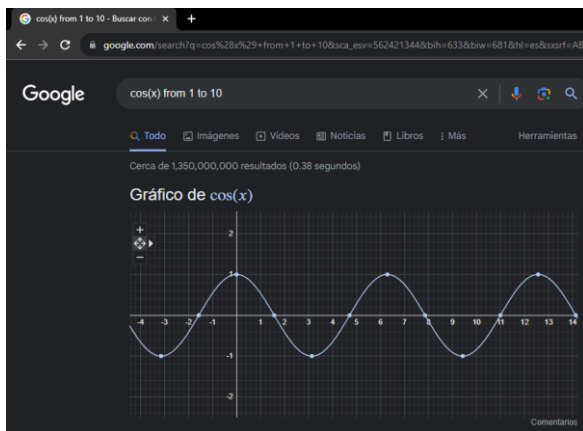 cos(x) from 1 to 10 - Buscar con
google.com/search?q=cos%28x%29+from+1+to+10&sca_esv=562421344&bih=633&biw=681&hl=es&sxsrf=AB
Google
cos(x) from 1 to 10
Todo Imágenes Vídeos Noticias Libros Más Herramientas
Cerca de 1,350,000,000 resultados (0.38 segundos)
Gráfico de cos(x)
2
1
-4 -3 -2 -1 1 2 3 4 5 6 7 8 9 10 11 12 13 14
-1
-2
Comentarios